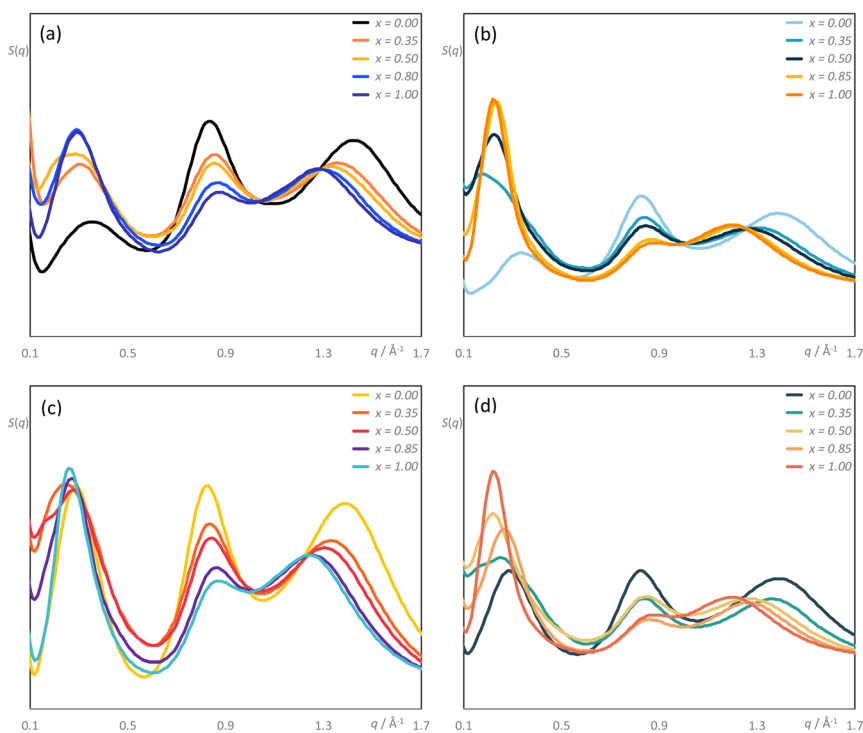 (a)
S(q)
x = 0.00
x = 0.35
x = 0.50
x = 0.80
x = 1.00
0.1 0.5 0.9 1.3 q / Å-1 1.7
(b)
x = 0.00
x = 0.35
x = 0.50
x = 0.85
x = 1.00
0.1 0.5 0.9 1.3 q / Å-1 1.7
(c)
S(q)
x = 0.00
x = 0.35
x = 0.50
x = 0.85
x = 1.00
0.1 0.5 0.9 1.3 q / Å-1 1.7
(d)
S(q)
x = 0.00
x = 0.35
x = 0.50
x = 0.85
x = 1.00
0.1 0.5 0.9 1.3 q / Å-1 1.7
S(q)